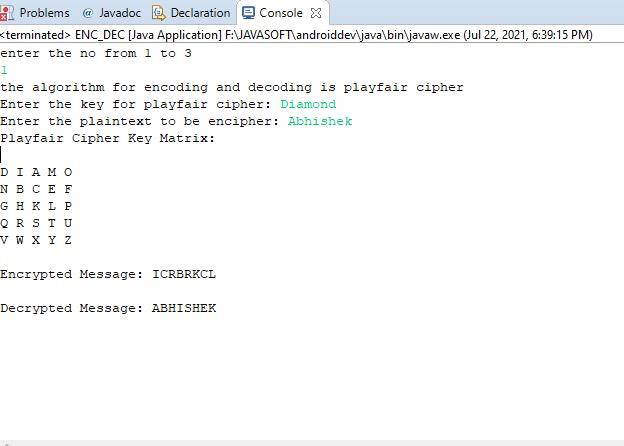 Problems @ Javadoc Declaration Console
<terminated> ENC_DEC [Java Application] F:\JAVASOFT\androiddev\java\bin\javaw.exe (Jul 22, 2021, 6:39:15 PM)
enter the no from 1 to 3
1
the algorithm for encoding and decoding is playfair cipher
Enter the key for playfair cipher: Diamond
Enter the plaintext to be encipher: Abhishek
Playfair Cipher Key Matrix:
D I A M O
N B C E F
G H K L P
Q R S T U
V W X Y Z
Encrypted Message: ICRBRKCL
Decrypted Message: ABHISHEK